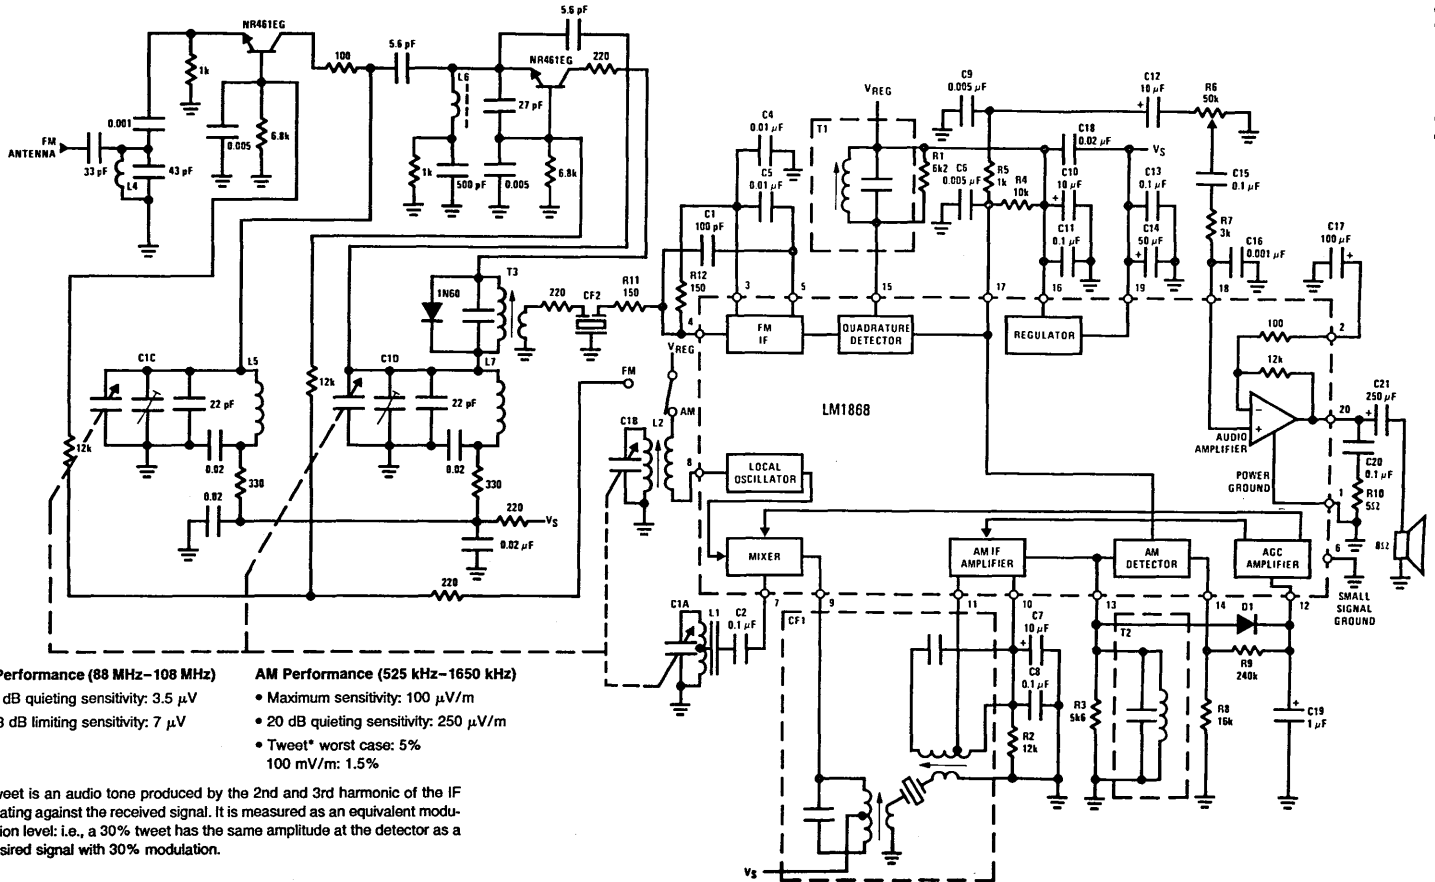 NR461EG
5.6 pF
1k
100
5.6 pF
NR461EG
220
L6
27 pF
0.001
FM
ANTENNA
33 pF
L4
43 pF
0.005
6.8k
1k
500 pF
0.005
6.8k
C9
0.005 µF
C12
10 µF
R6
50k
VREG
T1
C4
0.01 µF
C5
0.01 µF
C1
100 pF
R1
6k2
C6
0.005 µF
R5
1k
R4
10k
C18
0.02 µF
VS
C10
10 µF
C13
0.1 µF
C11
0.1 µF
C14
50 µF
C15
0.1 µF
R7
3k
C16
0.001 µF
C17
100 µF
T3
1N60
220
CF2
R11
150
R12
150
3
5
15
17
16
19
18
4
FM
IF
QUADRATURE
DETECTOR
REGULATOR
100
2
12k
VREG
FM
AM
LM1868
C1C
L5
12k
C1D
L7
22 pF
22 pF
C1B
L2
AUDIO
AMPLIFIER
20
C21
250 µF
12k
0.02
0.02
330
330
8
LOCAL
OSCILLATOR
POWER
GROUND
C20
0.1 µF
1
R10
5Ω
0.02
220
VS
0.02 µF
MIXER
AM IF
AMPLIFIER
AM
DETECTOR
AGC
AMPLIFIER
6
8Ω
SMALL
SIGNAL
GROUND
220
C1A
L1
C2
0.1 µF
7
9
CF1
11
10
13
14
12
C7
10 µF
C8
0.1 µF
T2
D1
R9
240k
R3
5k6
R8
16k
C19
1 µF
R2
12k
VS
Performance (88 MHz–108 MHz)
dB quieting sensitivity: 3.5 µV
dB limiting sensitivity: 7 µV
AM Performance (525 kHz–1650 kHz)
• Maximum sensitivity: 100 µV/m
• 20 dB quieting sensitivity: 250 µV/m
• Tweet* worst case: 5%
100 mV/m: 1.5%
weet is an audio tone produced by the 2nd and 3rd harmonic of the IF
ating against the received signal. It is measured as an equivalent modu-
ion level: i.e., a 30% tweet has the same amplitude at the detector as a
sired signal with 30% modulation.